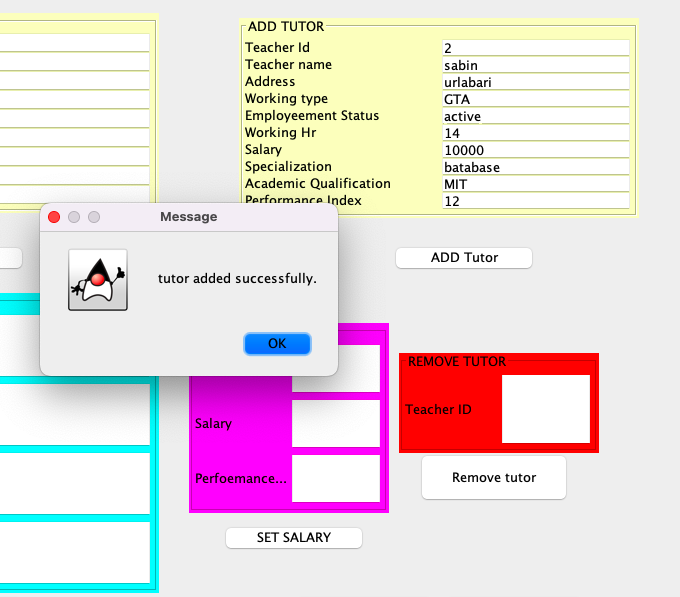 ADD TUTOR
Teacher Id 2
Teacher name sabin
Address urlabari
Working type GTA
Employeement Status active
Working Hr 14
Salary 10000
Specialization batabase
Academic Qualification MIT
Performance Index 12
Message
tutor added successfully.
OK
ADD Tutor
Salary
Perfoemance...
SET SALARY
REMOVE TUTOR
Teacher ID
Remove tutor